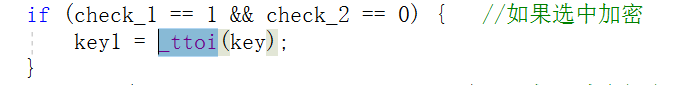 if (check_1 == 1 && check_2 == 0) {   //如果选中加密
    key1 = _ttoi(key);
}